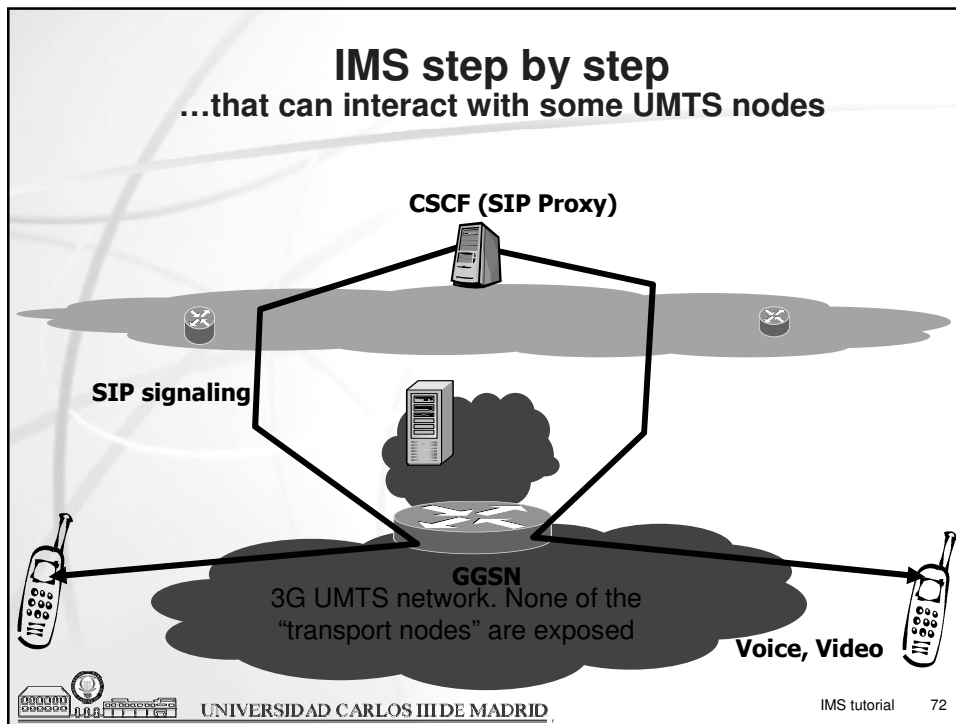 IMS step by step
…that can interact with some UMTS nodes
CSCF (SIP Proxy)
SIP signaling
GGSN
3G UMTS network. None of the
“transport nodes” are exposed
Voice, Video
UNIVERSIDAD CARLOS III DE MADRID
IMS tutorial 72